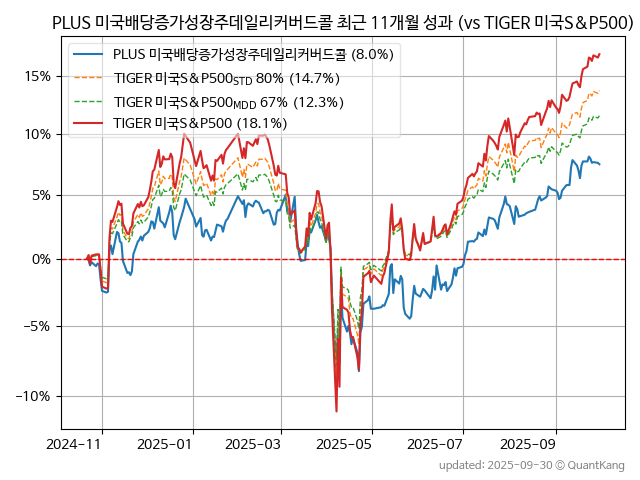 PLUS 미국배당증가성장주데일리커버드콜 최근 11개월 성과 (vs TIGER 미국S&P500)
PLUS 미국배당증가성장주데일리커버드콜 (8.0%)
TIGER 미국S&P500STD 80% (14.7%)
TIGER 미국S&P500MDD 67% (12.3%)
TIGER 미국S&P500 (18.1%)
15%
10%
5%
0%
−5%
−10%
2024-11 2025-01 2025-03 2025-05 2025-07 2025-09
updated: 2025-09-30 © QuantKang